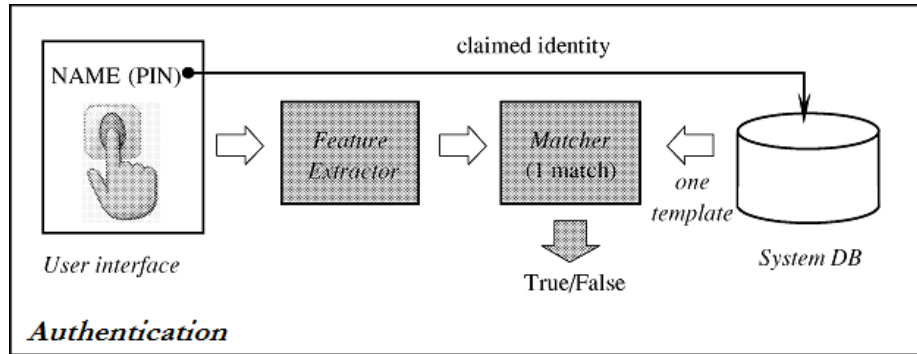 claimed identity
NAME (PIN)
Feature
Extractor
Matcher
(1 match)
one
template
User interface
System DB
True/False
Authentication